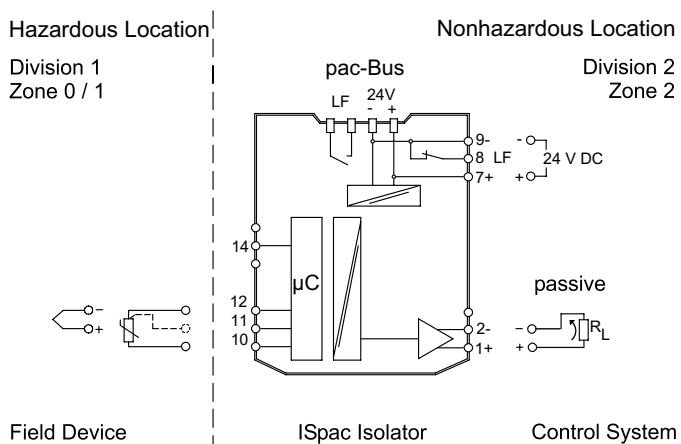 Hazardous Location
Nonhazardous Location
Division 1
Zone 0 / 1
pac-Bus
Division 2
Zone 2
LF
24V
- +
9-
8 LF
7+
-
+
24 V DC
14
µC
12
11
10
-
+
passive
2-
1+
-
+
RL
Field Device
ISpac Isolator
Control System